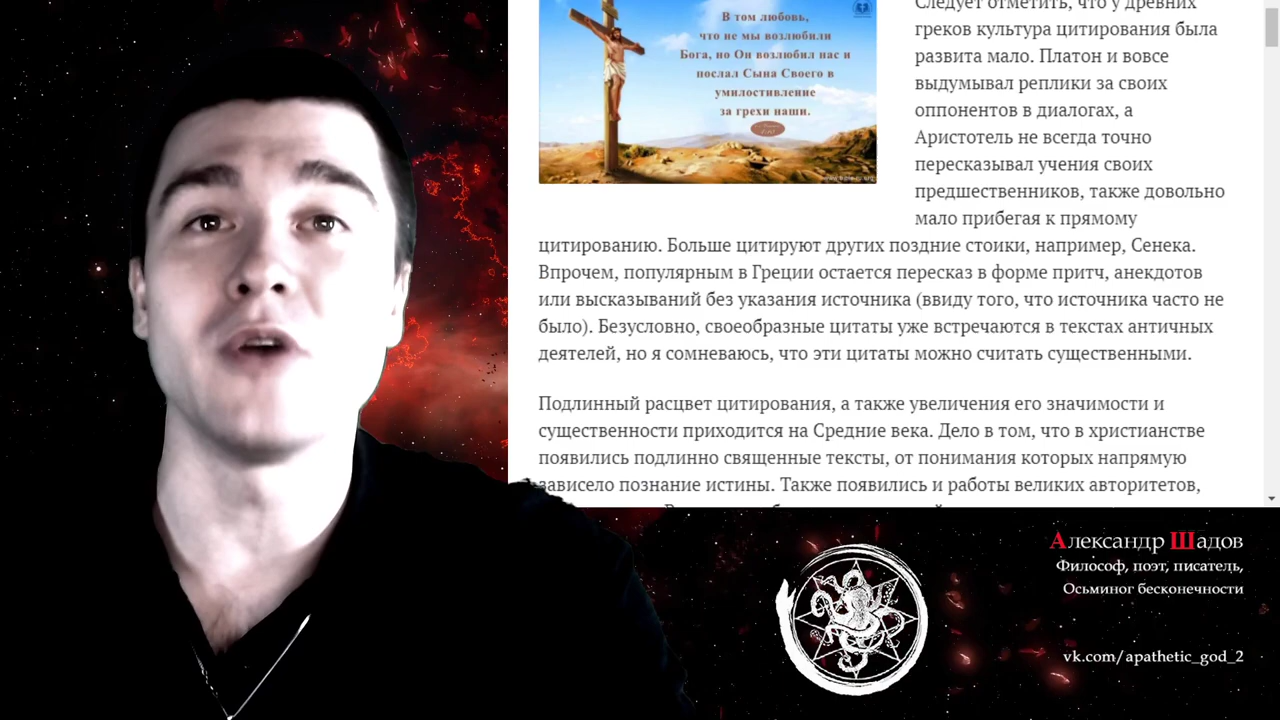 В том любовь,
что не мы возлюбили
Бога, но Он возлюбил нас и
послал Сына Своего в
умилостивление
за грехи наши.
Следует отметить, что у древних
греков культура цитирования была
развита мало. Платон и вовсе
выдумывал реплики за своих
оппонентов в диалогах, а
Аристотель не всегда точно
пересказывал учения своих
предшественников, также довольно
мало прибегая к прямому
цитированию. Больше цитируют других поздние стоики, например, Сенека.
Впрочем, популярным в Греции остается пересказ в форме притч, анекдотов
или высказываний без указания источника (ввиду того, что источника часто не
было). Безусловно, своеобразные цитаты уже встречаются в текстах античных
деятелей, но я сомневаюсь, что эти цитаты можно считать существенными.
Подлинный расцвет цитирования, а также увеличения его значимости и
существенности приходится на Средние века. Дело в том, что в христианстве
появились подлинно священные тексты, от понимания которых напрямую
зависело познание истины. Также появились и работы великих авторитетов,
Александр Шадов
Философ, поэт, писатель,
Осьминог бесконечности
vk.com/apathetic_god_2